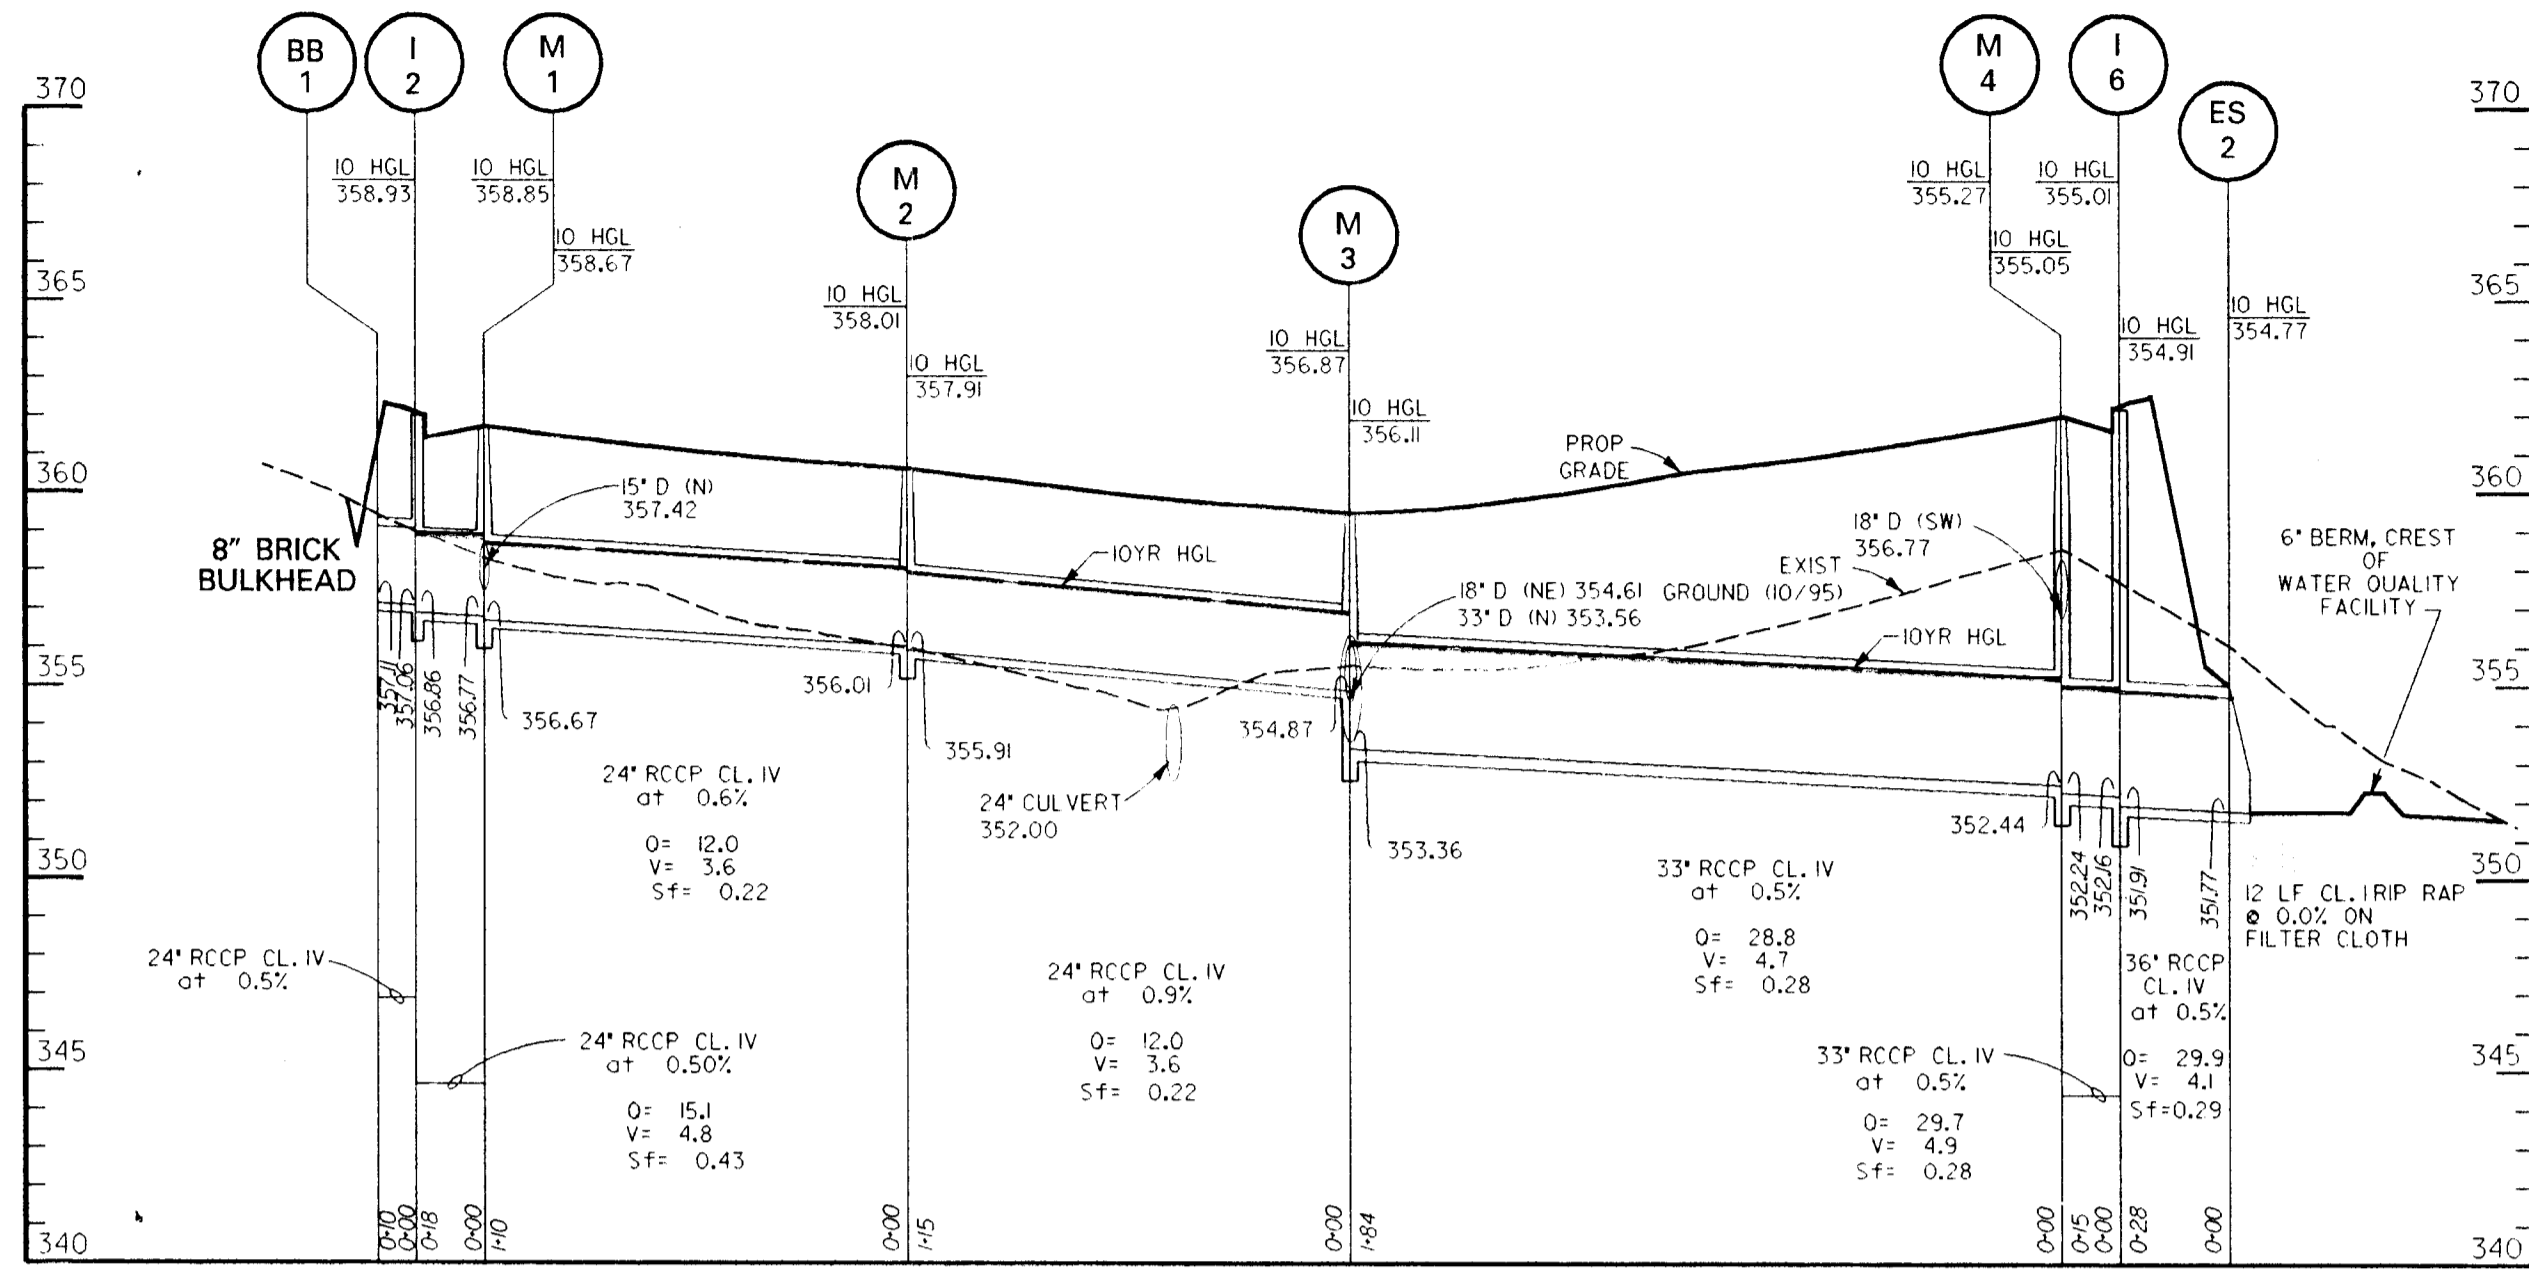 BB
1
I
2
M
1
M
2
M
3
M
4
I
6
ES
2
370
365
360
355
350
345
340
370
365
360
355
350
345
340
10 HGL
358.93
10 HGL
358.85
10 HGL
358.67
10 HGL
358.01
10 HGL
357.91
10 HGL
356.87
10 HGL
356.11
10 HGL
355.27
10 HGL
355.05
10 HGL
355.01
10 HGL
354.91
10 HGL
354.77
8" BRICK
BULKHEAD
15" D (N)
357.42
10YR HGL
PROP
GRADE
18" D (NE) 354.61
33" D (N) 353.56
EXIST
GROUND (10/95)
18" D (SW)
356.77
10YR HGL
6" BERM, CREST
OF
WATER QUALITY
FACILITY
357.11
357.06
356.86
356.77
356.67
356.01
355.91
24" CULVERT
352.00
354.87
353.36
352.44
352.24
352.16
351.91
351.77
12 LF CL. I RIP RAP
@ 0.0% ON
FILTER CLOTH
24" RCCP CL. IV
at 0.5%
24" RCCP CL. IV
at 0.6%
Q= 12.0
V= 3.6
Sf= 0.22
24" RCCP CL. IV
at 0.50%
Q= 15.1
V= 4.8
Sf= 0.43
24" RCCP CL. IV
at 0.9%
Q= 12.0
V= 3.6
Sf= 0.22
33" RCCP CL. IV
at 0.5%
Q= 28.8
V= 4.7
Sf= 0.28
33" RCCP CL. IV
at 0.5%
Q= 29.7
V= 4.9
Sf= 0.28
36" RCCP
CL. IV
at 0.5%
Q= 29.9
V= 4.1
Sf=0.29
0+10
0+00
0+18
0+00
1+10
0+00
1+15
0+00
1+84
0+00
0+15
0+00
0+28
0+00